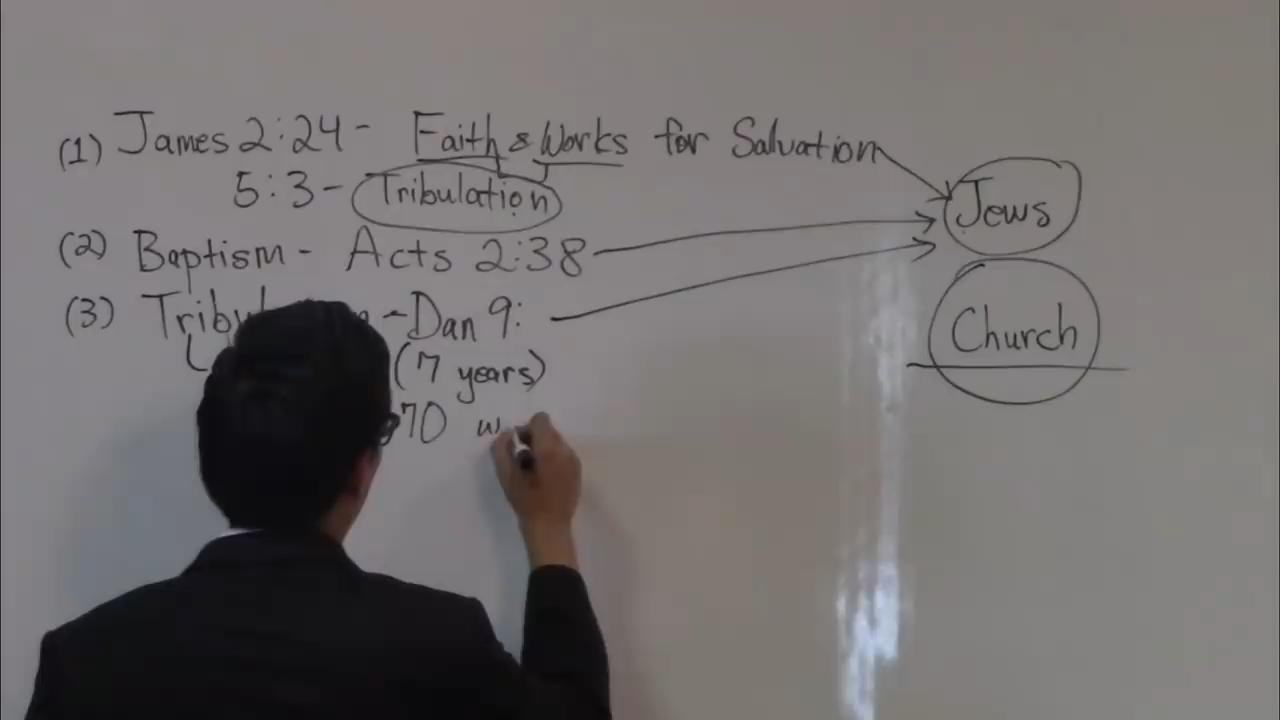 (1) James 2:24 - Faith & Works for Salvation
5:3 - Tribulation
Jews
(2) Baptism - Acts 2:38
(3) - Dan 9:
Church
(7 years)
70